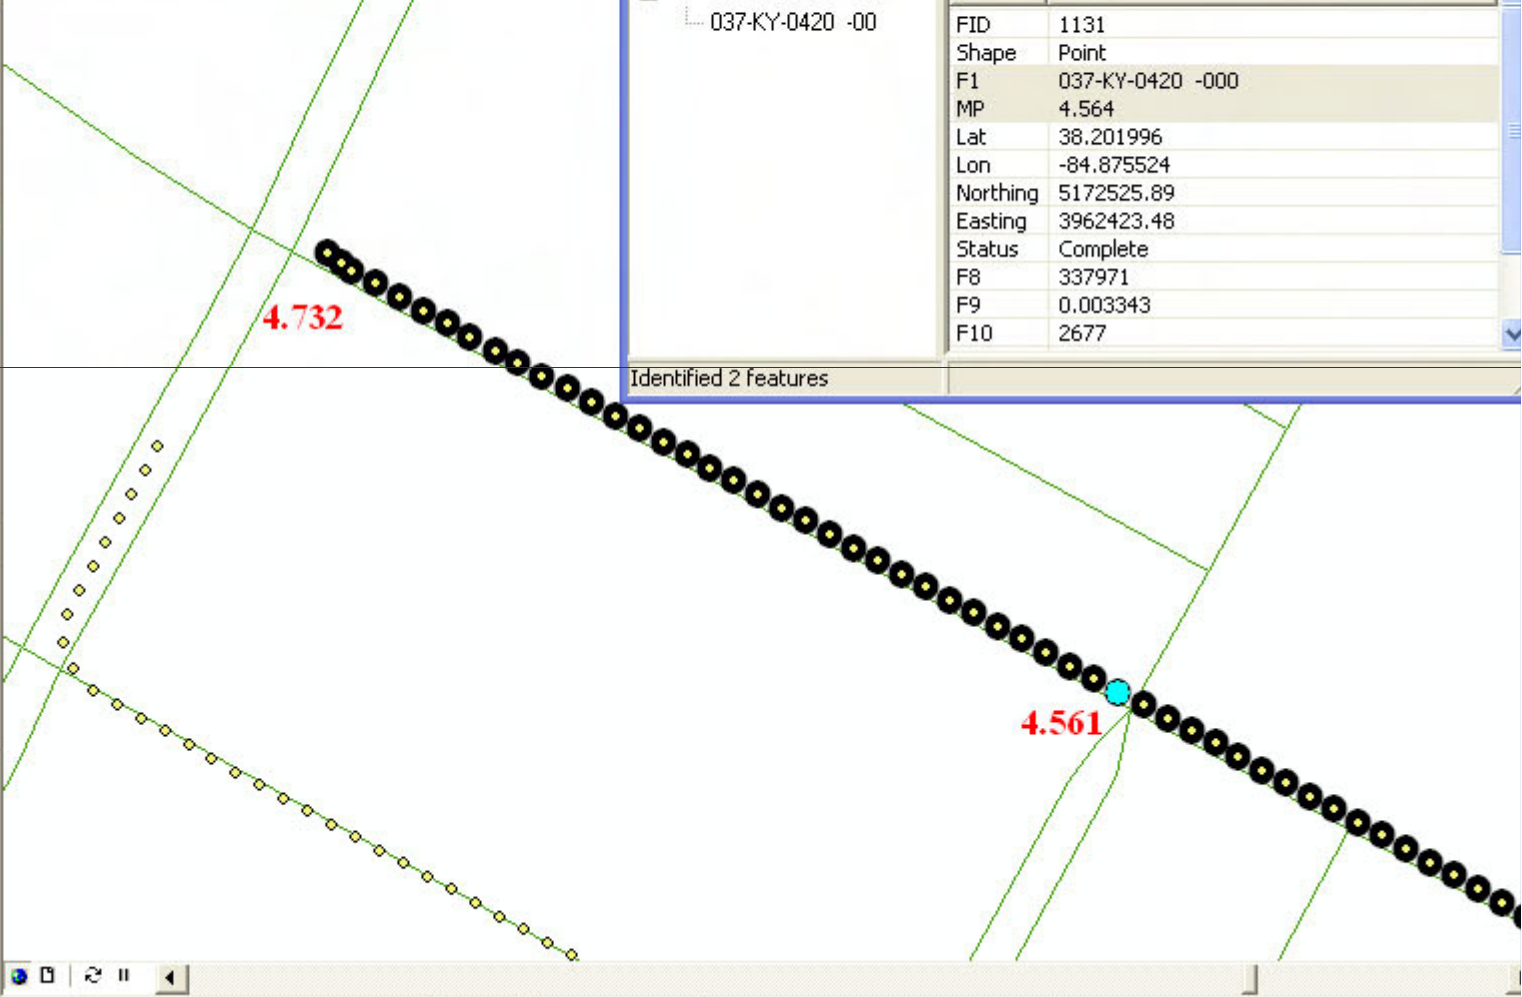 037-KY-0420 -00
FID 1131
Shape Point
F1 037-KY-0420 -000
MP 4.564
Lat 38.201996
Lon -84.875524
Northing 5172525.89
Easting 3962423.48
Status Complete
F8 337971
F9 0.003343
F10 2677
Identified 2 features
4.732
4.561